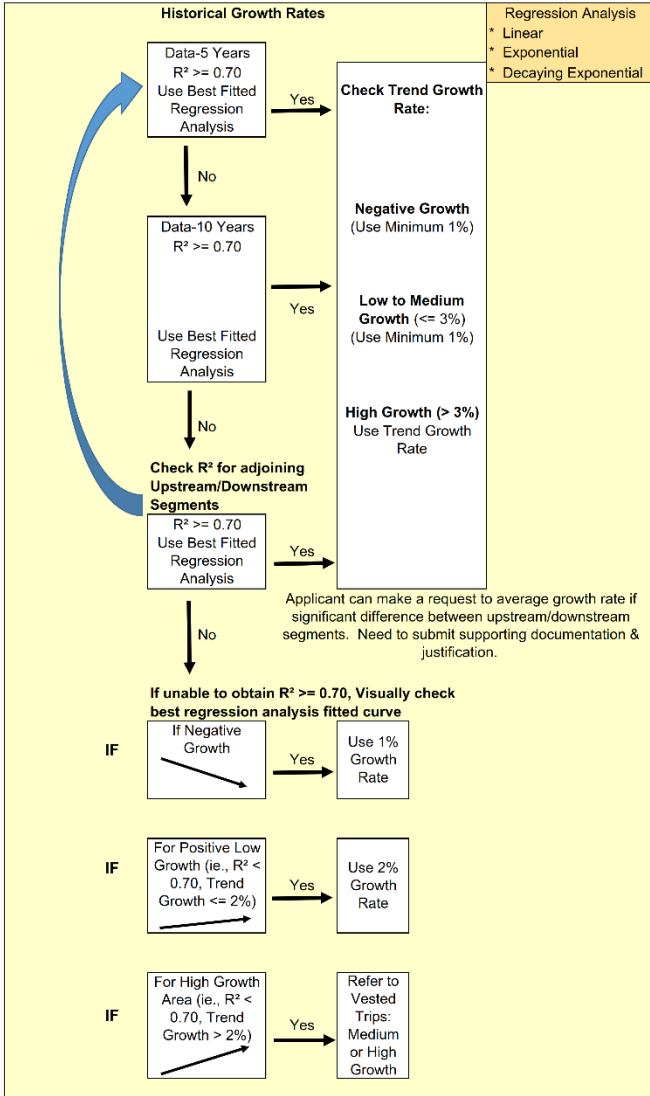 Historical Growth Rates
Regression Analysis
* Linear
* Exponential
* Decaying Exponential
Data-5 Years
R² >= 0.70
Use Best Fitted
Regression
Analysis
Yes
Check Trend Growth
Rate:
Negative Growth
(Use Minimum 1%)
Low to Medium
Growth (<= 3%)
(Use Minimum 1%)
High Growth (> 3%)
Use Trend Growth
Rate
No
Data-10 Years
R² >= 0.70
Use Best Fitted
Regression
Analysis
Yes
No
Check R² for adjoining
Upstream/Downstream
Segments
R² >= 0.70
Use Best Fitted
Regression
Analysis
Yes
Applicant can make a request to average growth rate if
significant difference between upstream/downstream
segments. Need to submit supporting documentation &
justification.
No
If unable to obtain R² >= 0.70, Visually check
best regression analysis fitted curve
IF
If Negative
Growth
Yes
Use 1%
Growth
Rate
IF
For Positive Low
Growth (ie., R² <
0.70, Trend
Growth <= 2%)
Yes
Use 2%
Growth
Rate
IF
For High Growth
Area (ie., R² <
0.70, Trend
Growth > 2%)
Yes
Refer to
Vested
Trips:
Medium
or High
Growth